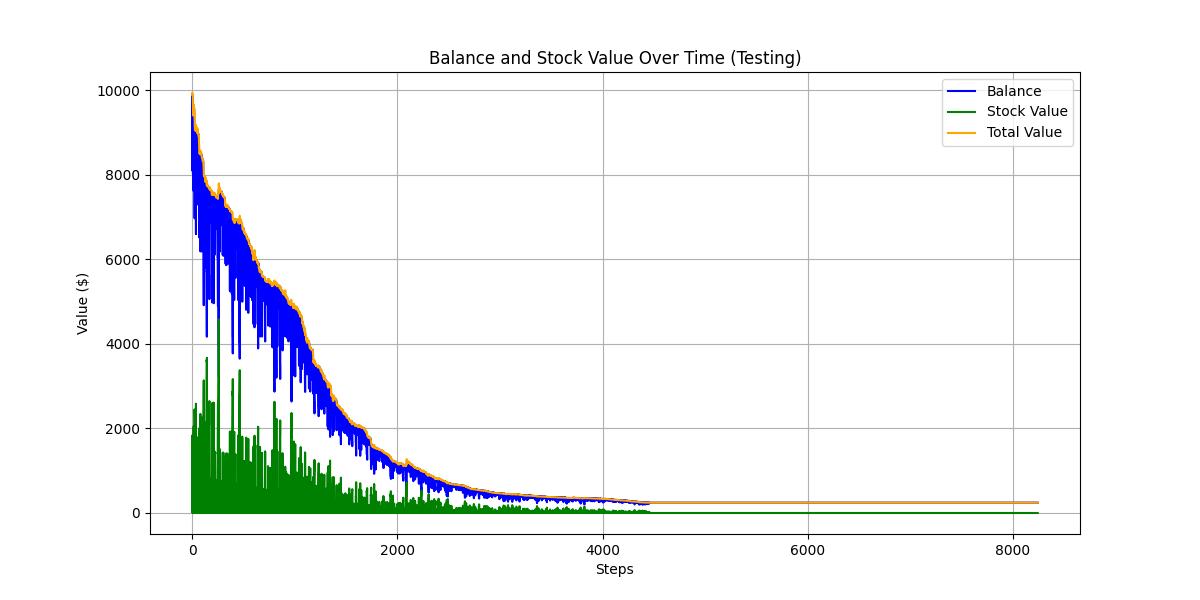 Balance and Stock Value Over Time (Testing)
Balance
Stock Value
Total Value
Value ($)
10000
8000
6000
4000
2000
0
0 2000 4000 6000 8000
Steps